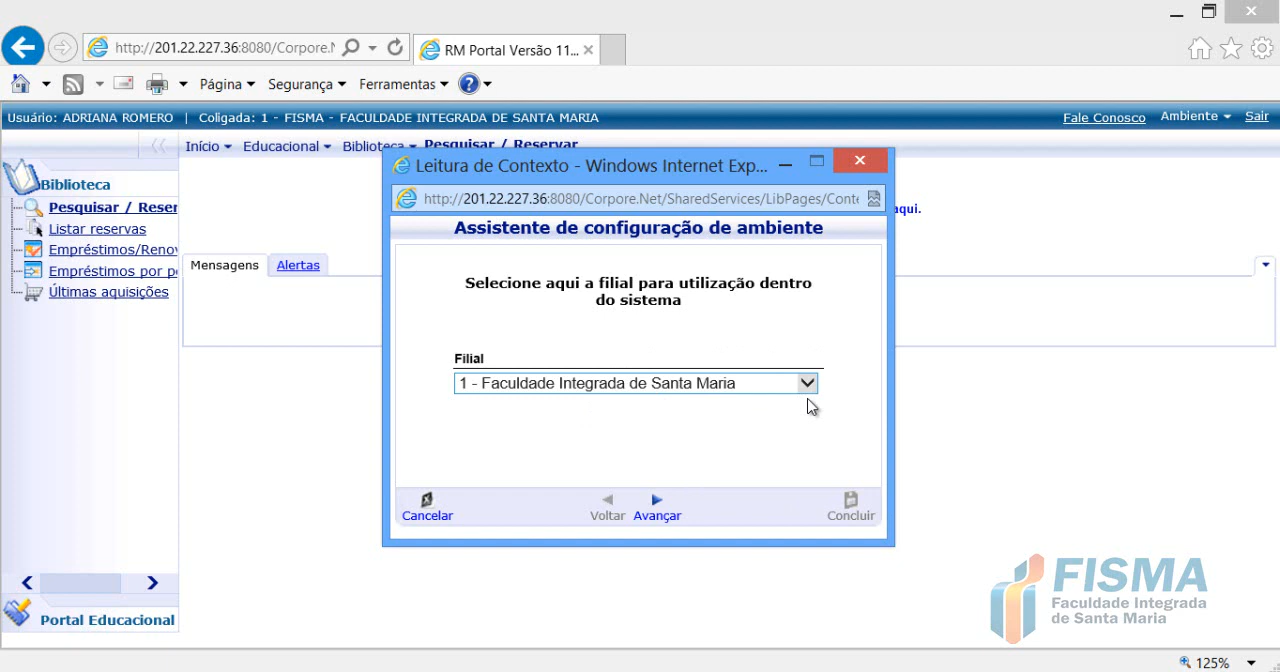 http://201.22.227.36:8080/Corpore.N
RM Portal Versão 11...
Página
Segurança
Ferramentas
Usuário: ADRIANA ROMERO | Coligada: 1 - FISMA - FACULDADE INTEGRADA DE SANTA MARIA
Fale Conosco
Ambiente
Sair
Início
Educacional
Biblioteca
Pesquisar / Reservar
Biblioteca
Pesquisar / Reser
Listar reservas
Empréstimos/Renov
Empréstimos por pe
Últimas aquisições
Mensagens
Alertas
aqui.
Leitura de Contexto - Windows Internet Exp...
http://201.22.227.36:8080/Corpore.Net/SharedServices/LibPages/Conte
Assistente de configuração de ambiente
Selecione aqui a filial para utilização dentro
do sistema
Filial
1 - Faculdade Integrada de Santa Maria
Cancelar
Voltar
Avançar
Concluir
Portal Educacional
FISMA
Faculdade Integrada
de Santa Maria
125%